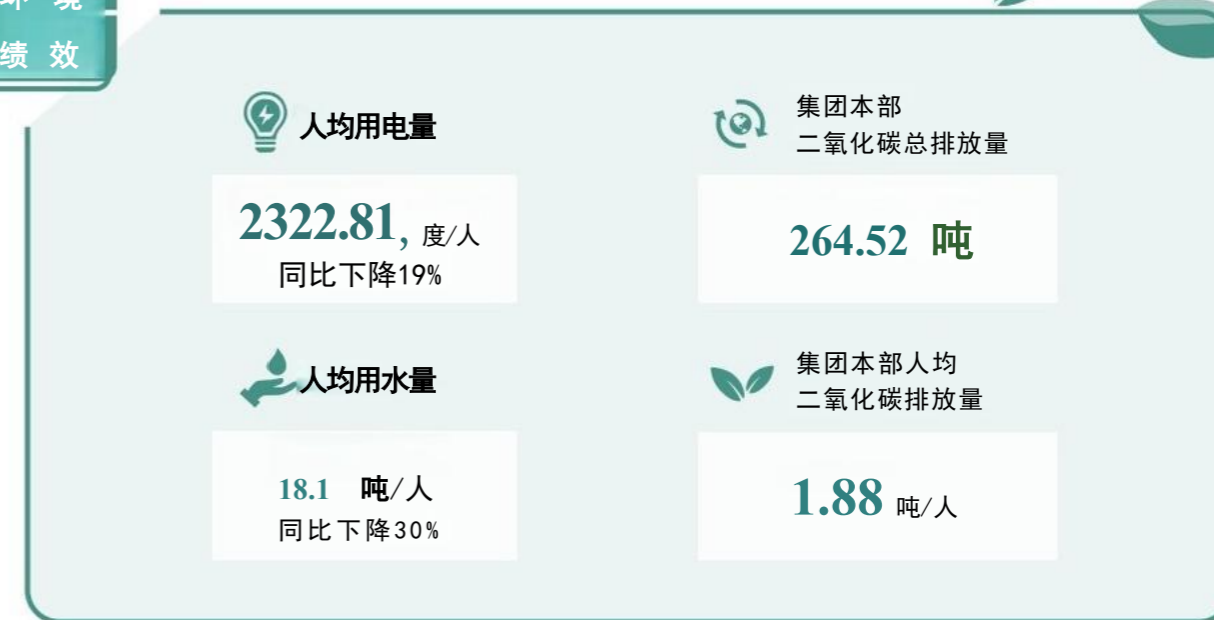 环 境
绩 效
人均用电量
2322.81, 度/人
同比下降19%
集团本部
二氧化碳总排放量
264.52 吨
人均用水量
18.1 吨/人
同比下降30%
集团本部人均
二氧化碳排放量
1.88 吨/人